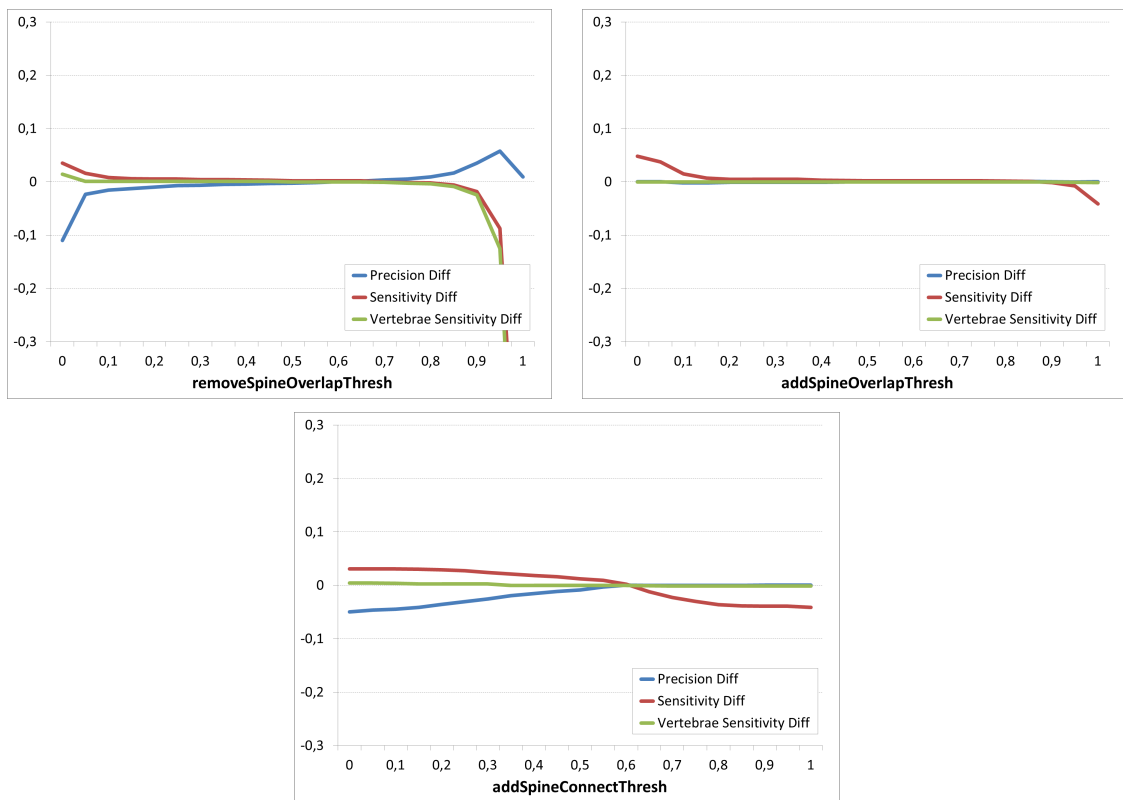 0,3
0,2
0,1
0
-0,1
-0,2
-0,3
Precision Diff
Sensitivity Diff
Vertebrae Sensitivity Diff
0 0,1 0,2 0,3 0,4 0,5 0,6 0,7 0,8 0,9 1
removeSpineOverlapThresh
0,3
0,2
0,1
0
-0,1
-0,2
-0,3
Precision Diff
Sensitivity Diff
Vertebrae Sensitivity Diff
0 0,1 0,2 0,3 0,4 0,5 0,6 0,7 0,8 0,9 1
addSpineOverlapThresh
0,3
0,2
0,1
0
-0,1
-0,2
-0,3
Precision Diff
Sensitivity Diff
Vertebrae Sensitivity Diff
0 0,1 0,2 0,3 0,4 0,5 0,6 0,7 0,8 0,9 1
addSpineConnectThresh